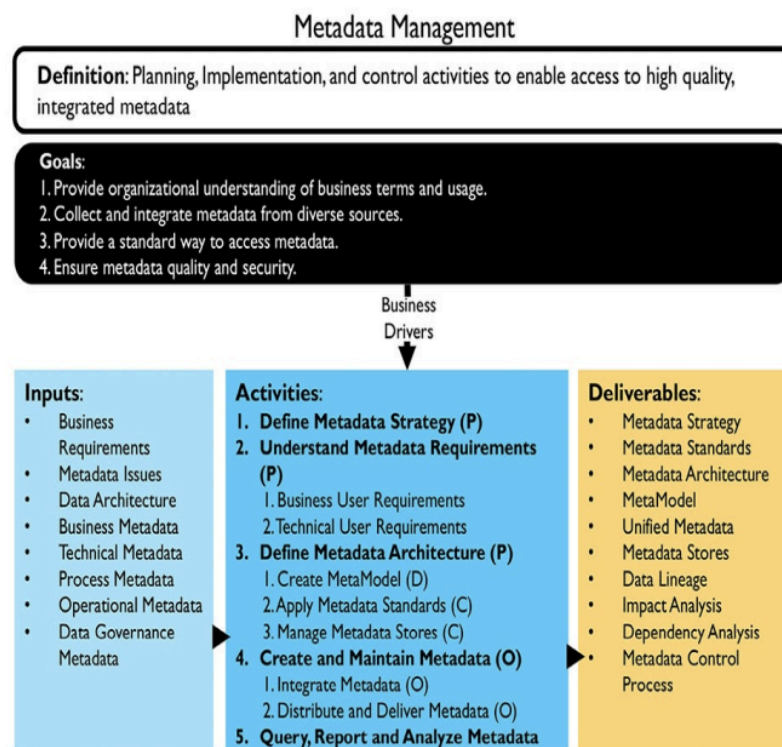 Metadata Management
Definition: Planning, Implementation, and control activities to enable access to high quality,
integrated metadata
Goals:
1. Provide organizational understanding of business terms and usage.
2. Collect and integrate metadata from diverse sources.
3. Provide a standard way to access metadata.
4. Ensure metadata quality and security.
Business
Drivers
Inputs:
• Business
Requirements
• Metadata Issues
• Data Architecture
• Business Metadata
• Technical Metadata
• Process Metadata
• Operational Metadata
• Data Governance
Metadata
Activities:
1. Define Metadata Strategy (P)
2. Understand Metadata Requirements
(P)
1. Business User Requirements
2. Technical User Requirements
3. Define Metadata Architecture (P)
1. Create MetaModel (D)
2. Apply Metadata Standards (C)
3. Manage Metadata Stores (C)
4. Create and Maintain Metadata (O)
1. Integrate Metadata (O)
2. Distribute and Deliver Metadata (O)
5. Query, Report and Analyze Metadata
Deliverables:
• Metadata Strategy
• Metadata Standards
• Metadata Architecture
• MetaModel
• Unified Metadata
• Metadata Stores
• Data Lineage
• Impact Analysis
• Dependency Analysis
• Metadata Control
Process